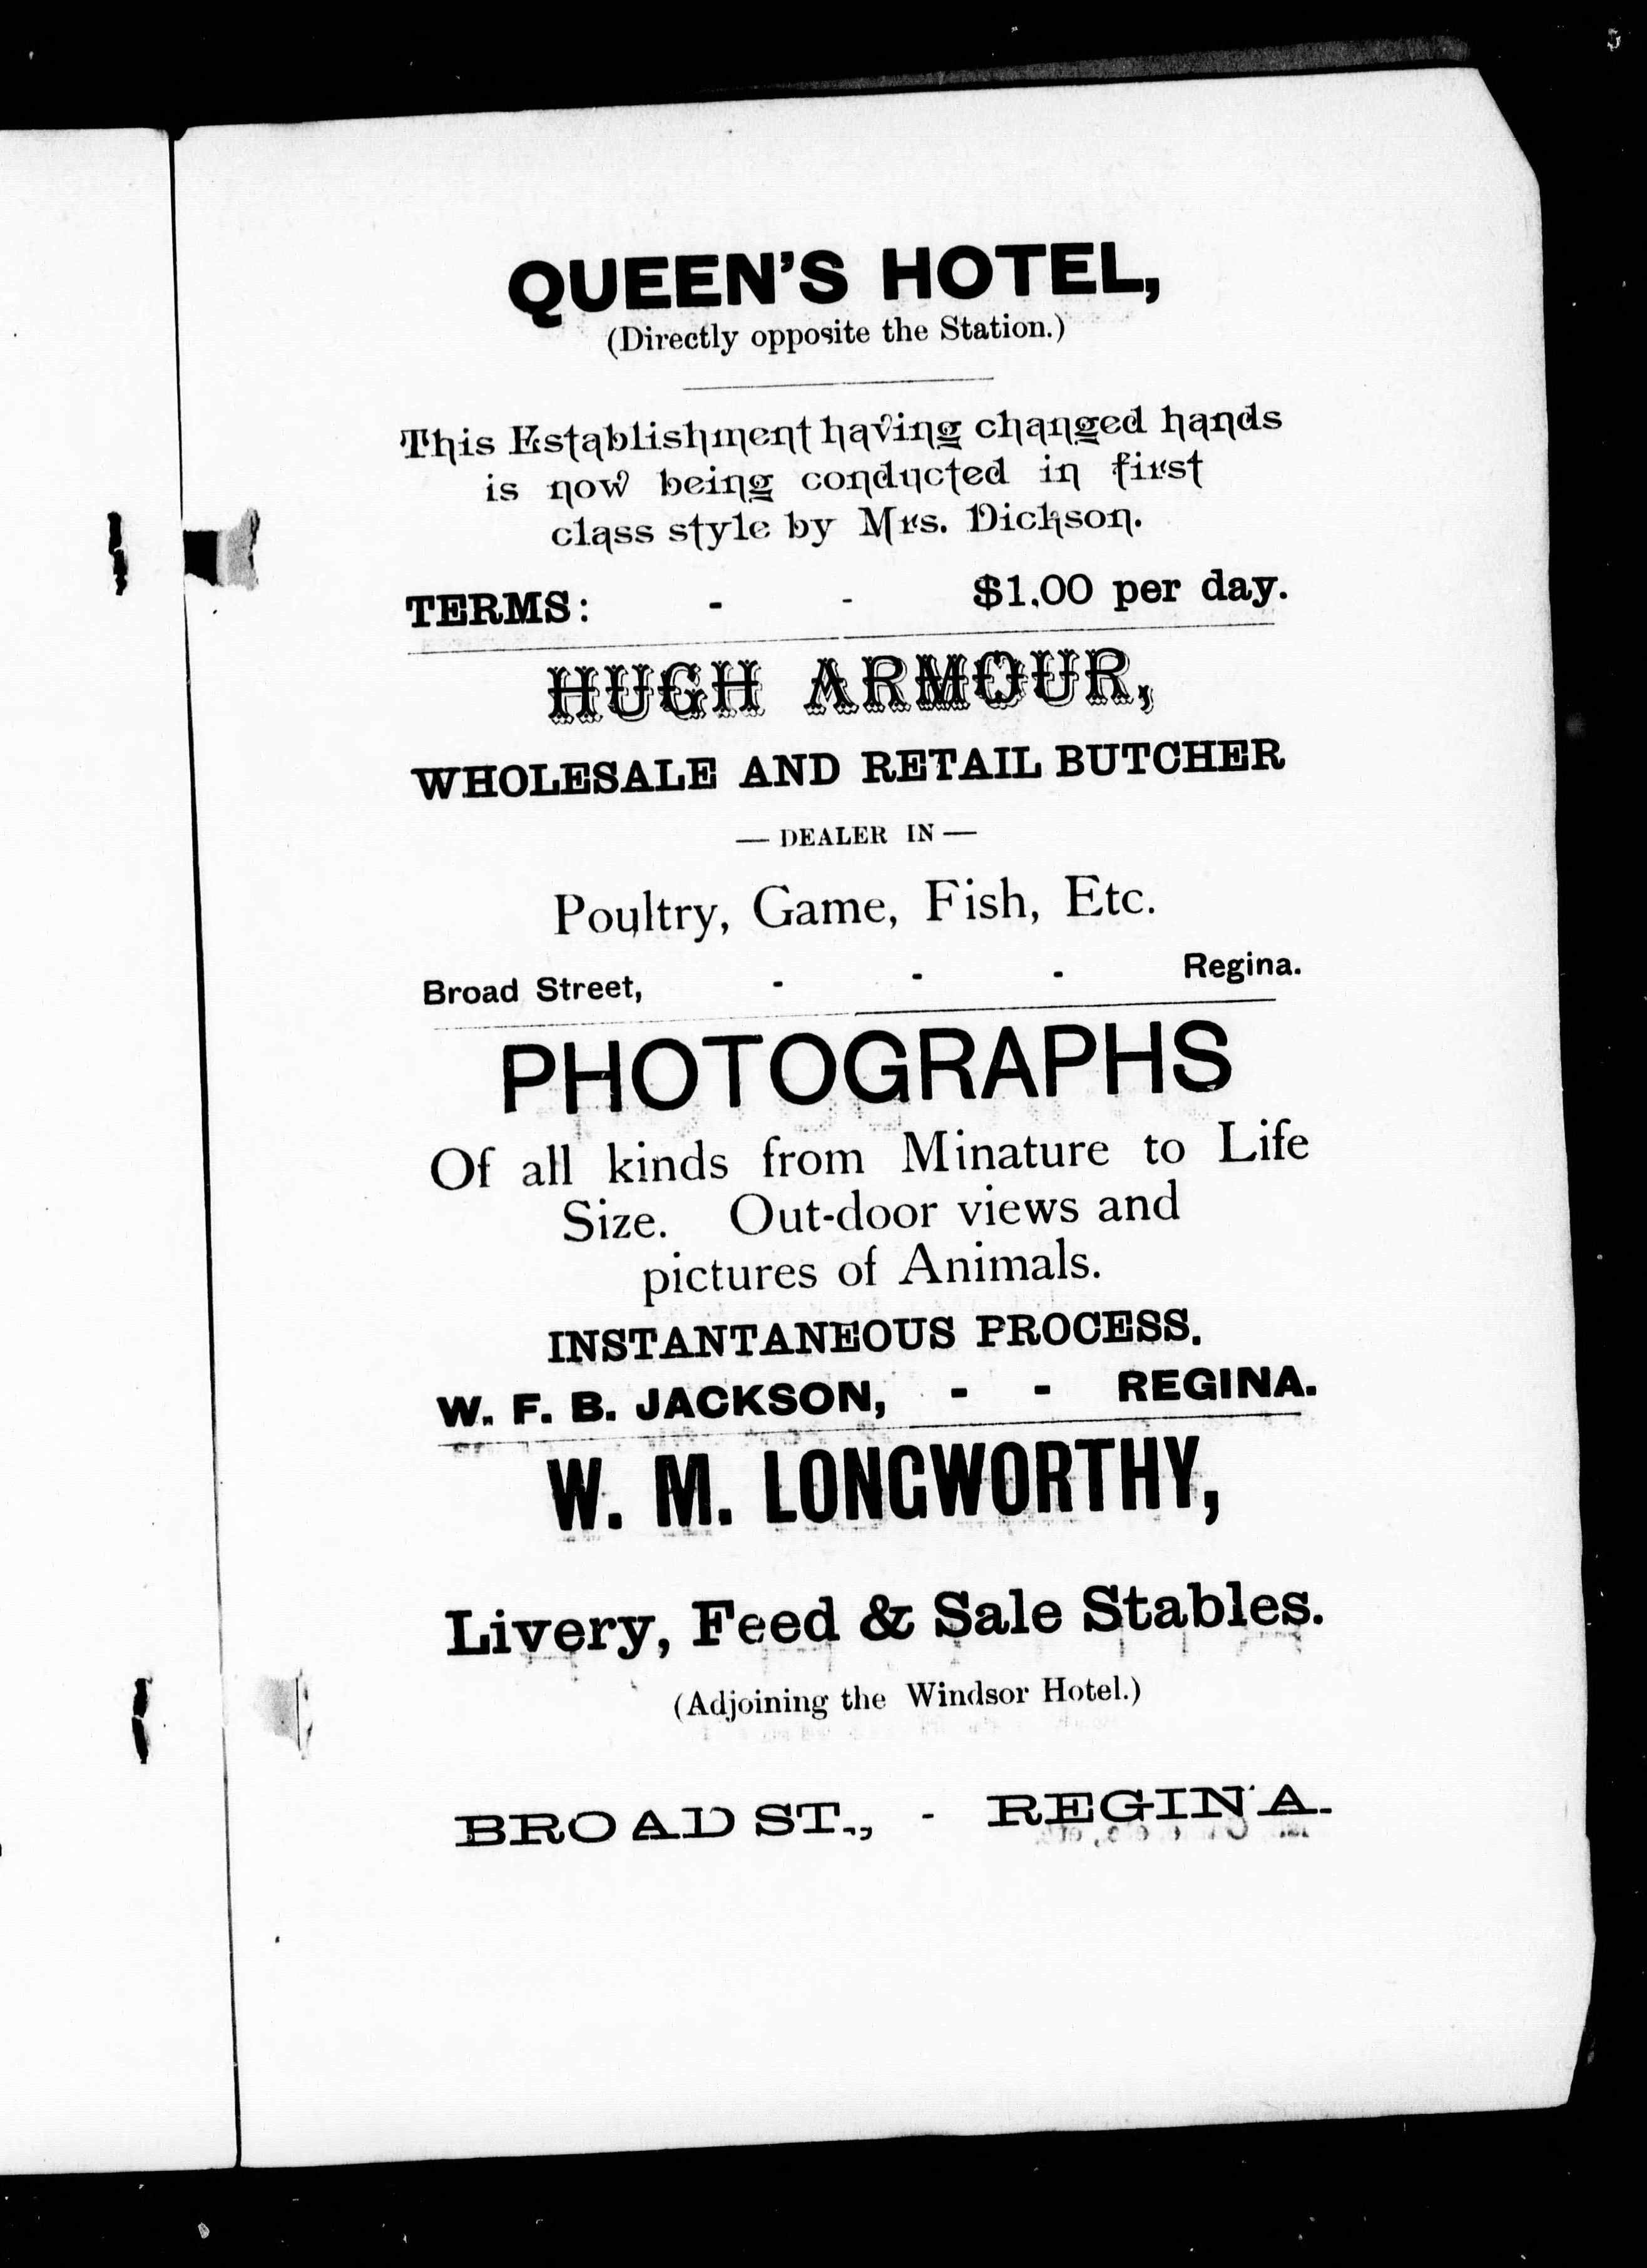 QUEEN'S HOTEL,
(Directly opposite the Station.)
This Establishment having changed hands
is now being conducted in first
class style by Mrs. Dickson.
TERMS: - - $1.00 per day.
HUGH ARMOUR,
WHOLESALE AND RETAIL BUTCHER
— DEALER IN —
Poultry, Game, Fish, Etc.
Broad Street, - - - Regina.
PHOTOGRAPHS
Of all kinds from Minature to Life
Size. Out-door views and
pictures of Animals.
INSTANTANEOUS PROCESS.
W. F. B. JACKSON, - - REGINA.
W. M. LONGWORTHY,
Livery, Feed & Sale Stables.
(Adjoining the Windsor Hotel.)
BROAD ST., - REGINA.